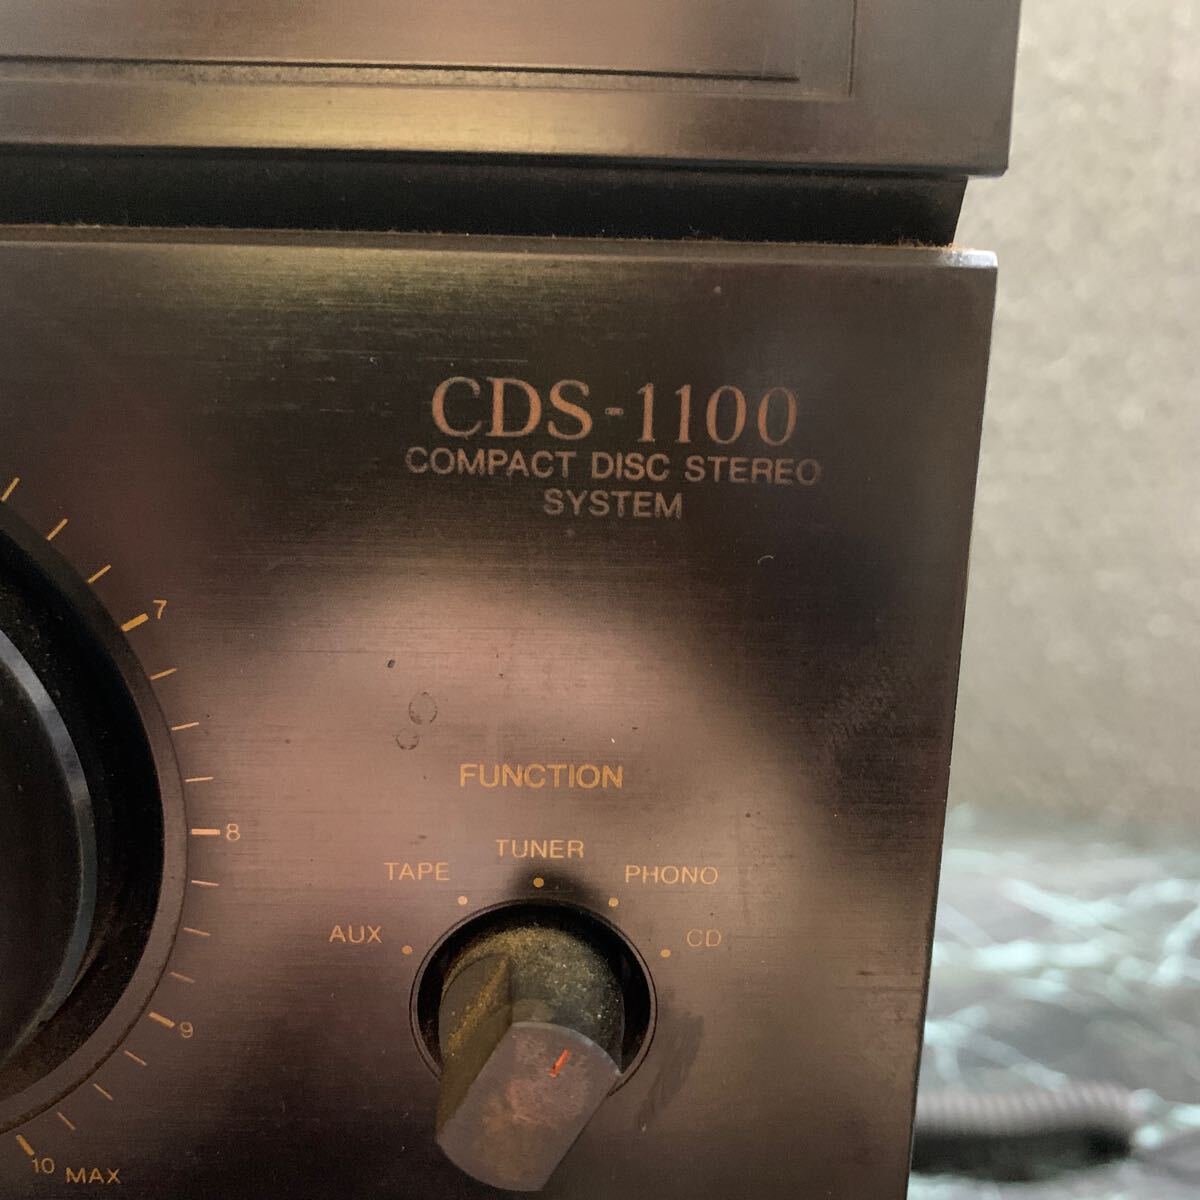 CDS-1100
COMPACT DISC STEREO
SYSTEM
7
8
9
10 MAX
FUNCTION
TUNER
TAPE
PHONO
AUX
CD